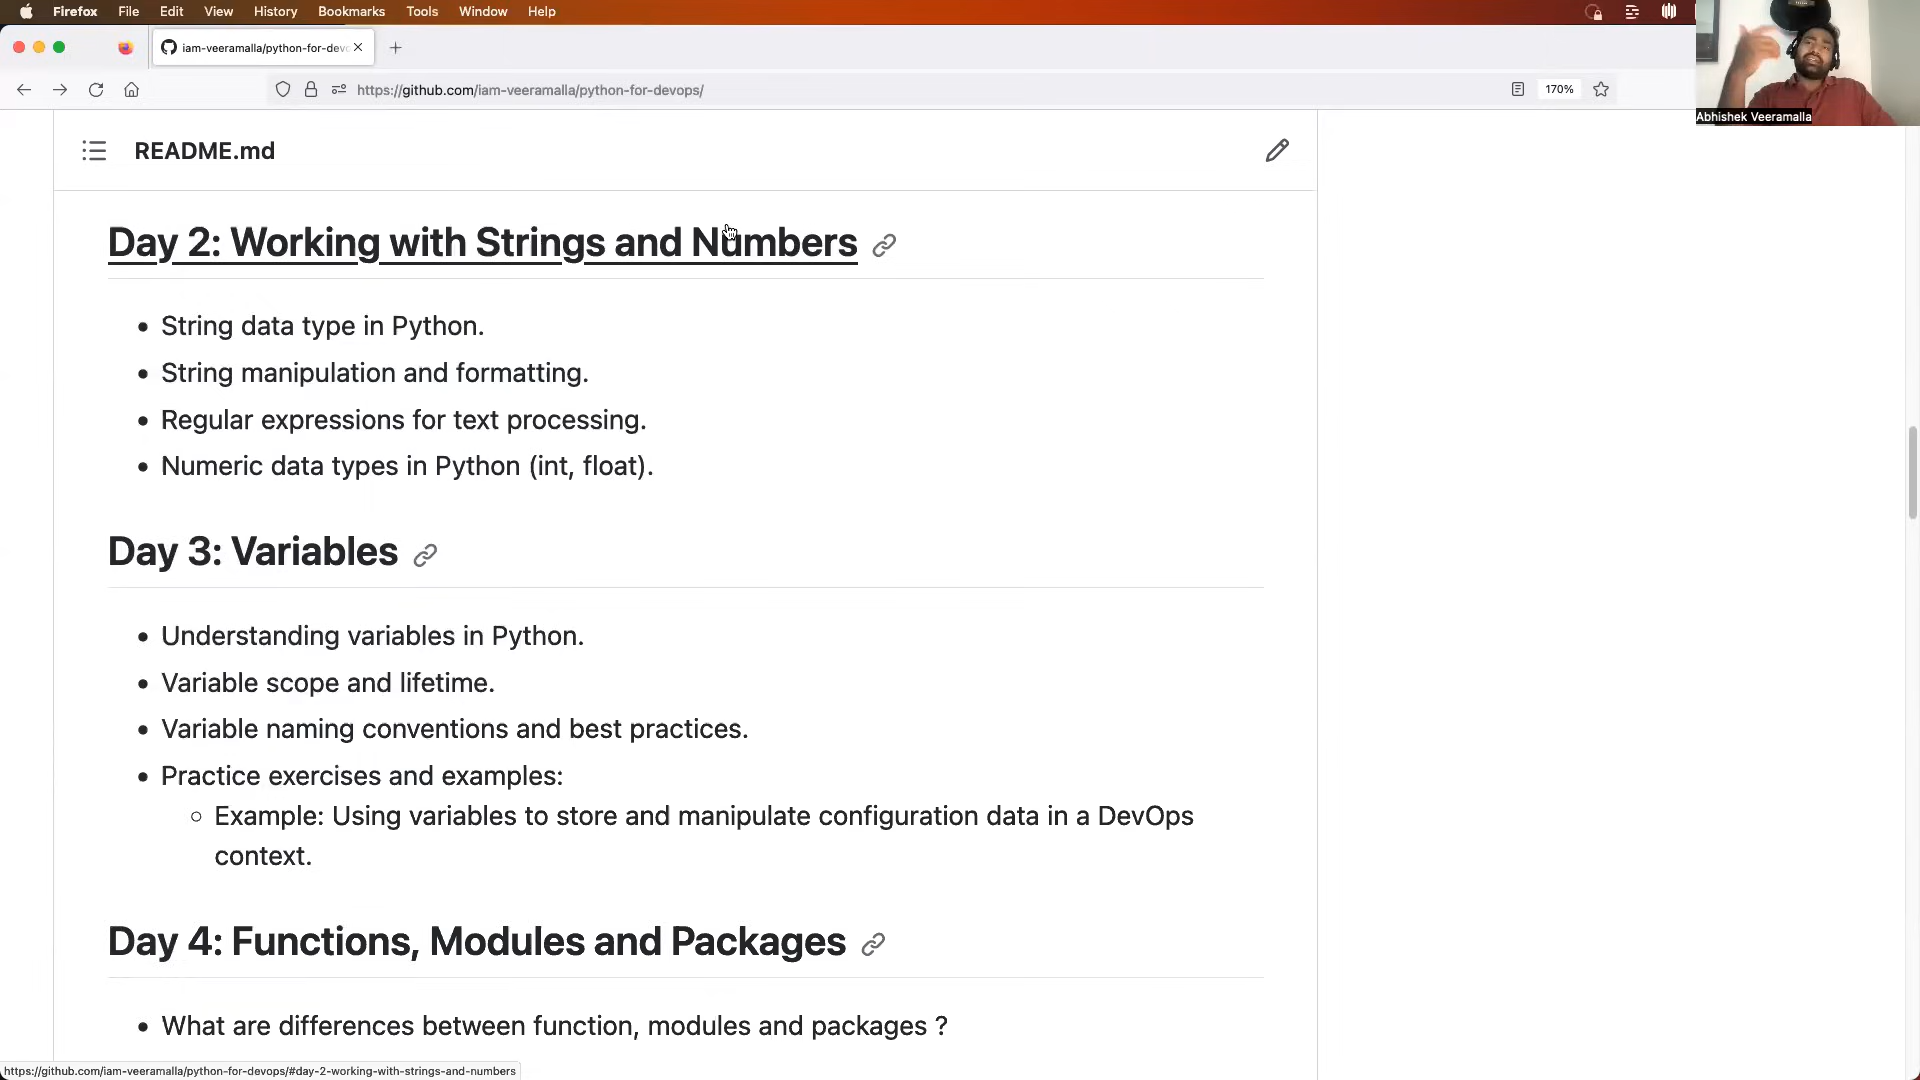 Firefox File Edit View History Bookmarks Tools Window Help
iam-veeramalla/python-for-devo
https://github.com/iam-veeramalla/python-for-devops/
170%
Abhishek Veeramalla
README.md
Day 2: Working with Strings and Numbers
• String data type in Python.
• String manipulation and formatting.
• Regular expressions for text processing.
• Numeric data types in Python (int, float).
Day 3: Variables
• Understanding variables in Python.
• Variable scope and lifetime.
• Variable naming conventions and best practices.
• Practice exercises and examples:
○ Example: Using variables to store and manipulate configuration data in a DevOps
context.
Day 4: Functions, Modules and Packages
• What are differences between function, modules and packages ?
https://github.com/iam-veeramalla/python-for-devops/#day-2-working-with-strings-and-numbers